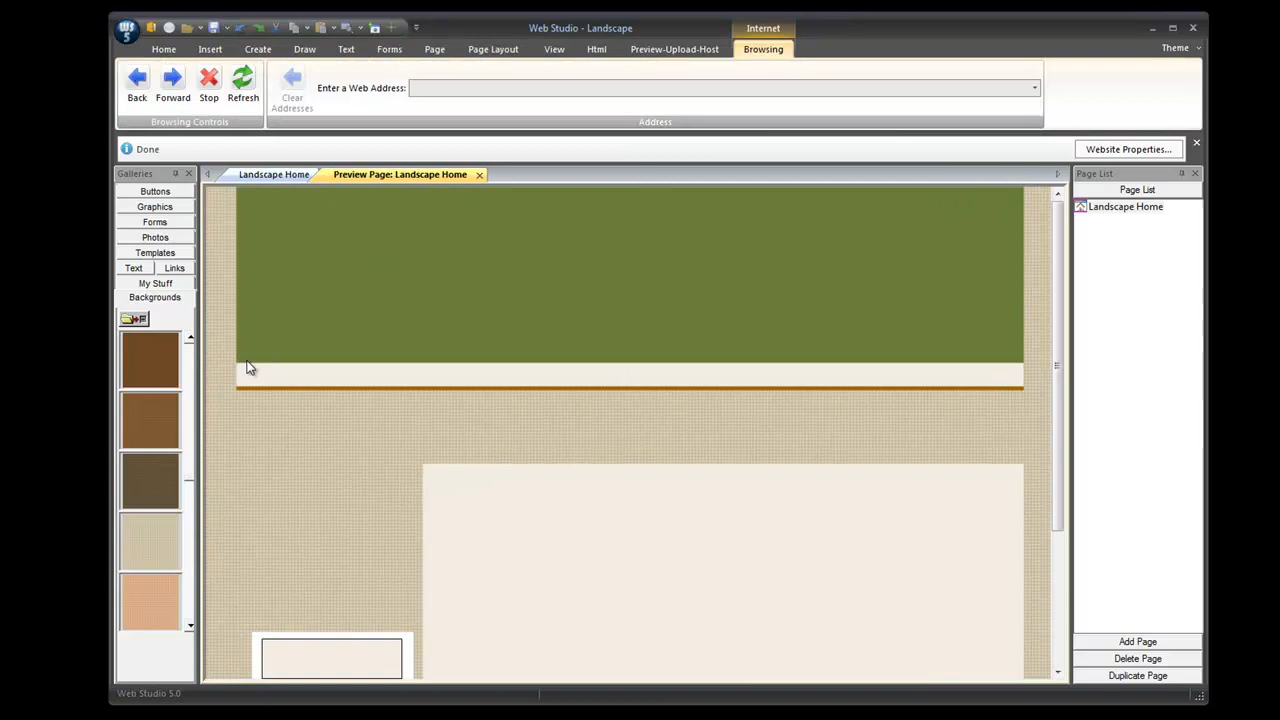 WS 5
Web Studio - Landscape
Internet
Home Insert Create Draw Text Forms Page Page Layout View Html Preview-Upload-Host Browsing Theme
Back Forward Stop Refresh
Clear Addresses
Enter a Web Address:
Browsing Controls
Address
Done
Website Properties...
Galleries
Landscape Home
Preview Page: Landscape Home
Page List
Buttons
Graphics
Forms
Photos
Templates
Text Links
My Stuff
Backgrounds
Page List
Landscape Home
Add Page
Delete Page
Duplicate Page
Web Studio 5.0